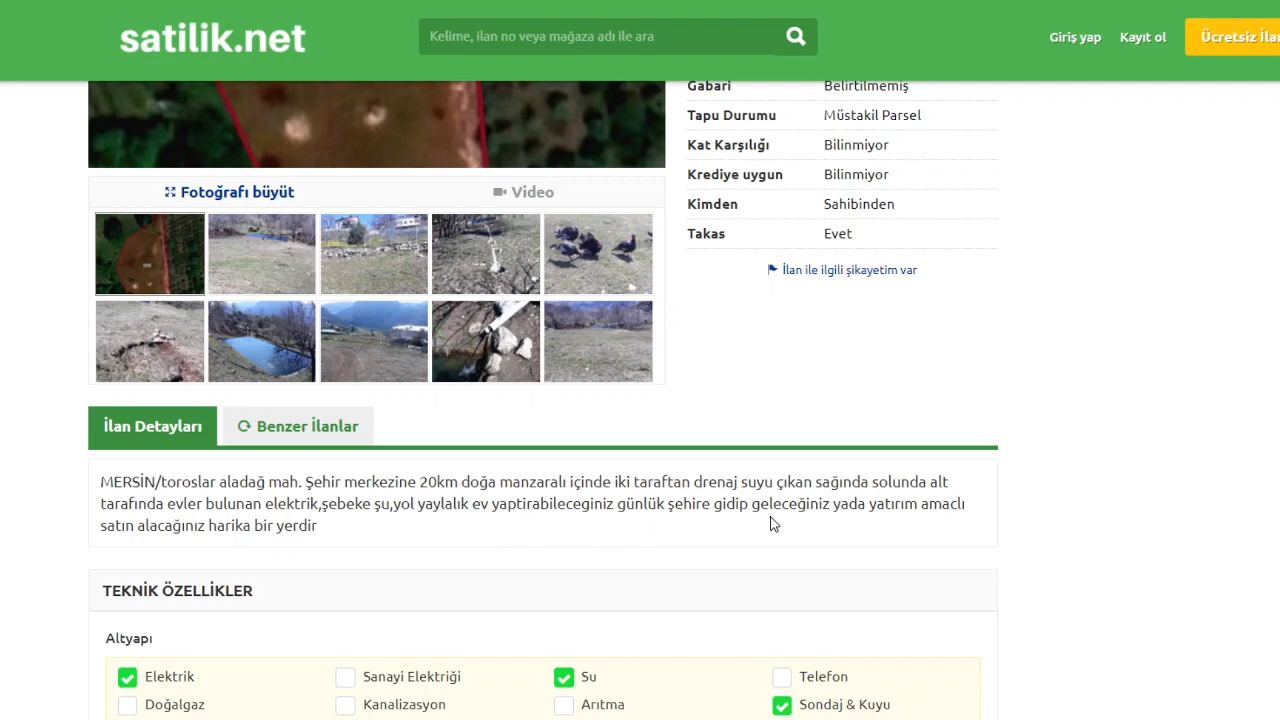 satilik.net
Kelime, ilan no veya mağaza adı ile ara
Giriş yap
Kayıt ol
Ücretsiz İla
Gabari Belirtilmemiş
Tapu Durumu Müstakil Parsel
Kat Karşılığı Bilinmiyor
Krediye uygun Bilinmiyor
Kimden Sahibinden
Takas Evet
İlan ile ilgili şikayetim var
Fotoğrafı büyüt
Video
İlan Detayları
Benzer İlanlar
MERSİN/toroslar aladağ mah. Şehir merkezine 20km doğa manzaralı içinde iki taraftan drenaj suyu çıkan sağında solunda alt
tarafında evler bulunan elektrik,şebeke şu,yol yaylalık ev yaptirabileceginiz günlük şehire gidip geleceğiniz yada yatırım amaclı
satın alacağınız harika bir yerdir
TEKNİK ÖZELLİKLER
Altyapı
Elektrik Sanayi Elektriği Su Telefon
Doğalgaz Kanalizasyon Arıtma Sondaj & Kuyu